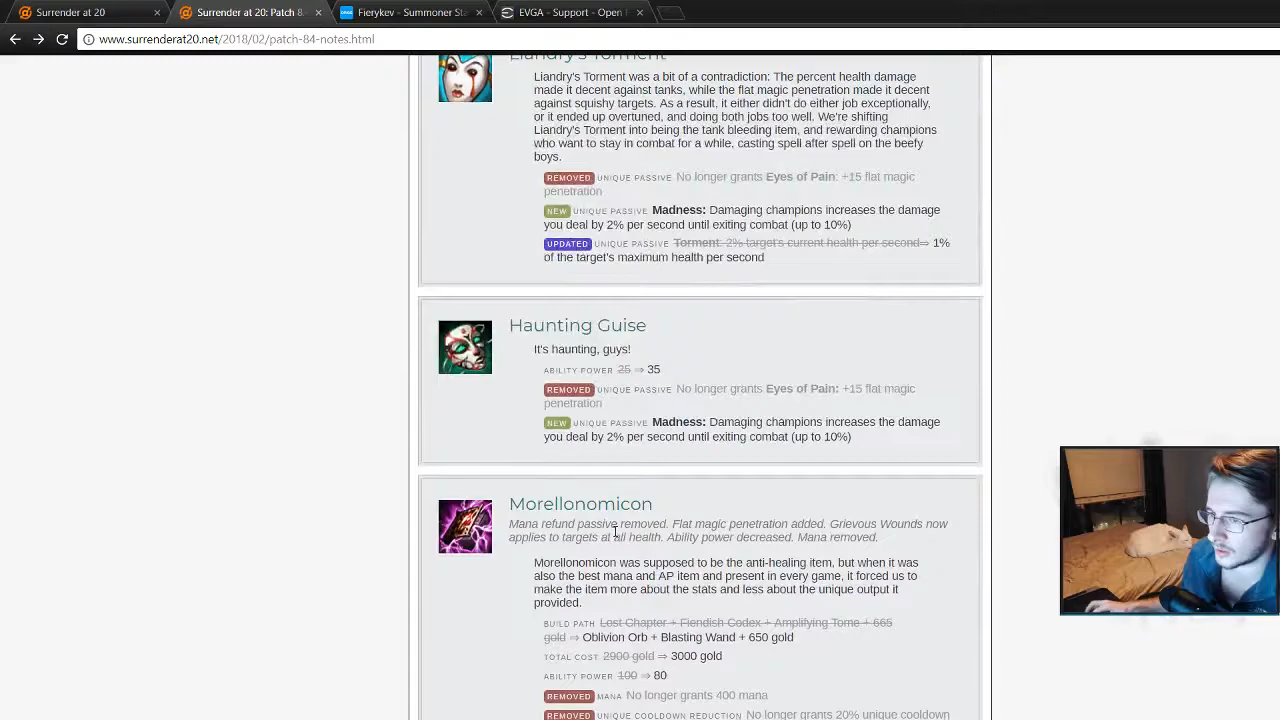 Surrender at 20
Surrender at 20: Patch 8.
Fierykev - Summoner Sta
EVGA - Support - Open
www.surrenderat20.net/2018/02/patch-84-notes.html
Liandry's Torment
Liandry's Torment was a bit of a contradiction: The percent health damage
made it decent against tanks, while the flat magic penetration made it decent
against squishy targets. As a result, it either didn't do either job exceptionally,
or it ended up overtuned, and doing both jobs too well. We're shifting
Liandry's Torment into being the tank bleeding item, and rewarding champions
who want to stay in combat for a while, casting spell after spell on the beefy
boys.
REMOVED UNIQUE PASSIVE No longer grants Eyes of Pain: +15 flat magic
penetration
NEW UNIQUE PASSIVE Madness: Damaging champions increases the damage
you deal by 2% per second until exiting combat (up to 10%)
UPDATED UNIQUE PASSIVE Torment: 2% target's current health per second ⇒ 1%
of the target's maximum health per second
Haunting Guise
It's haunting, guys!
ABILITY POWER 25 ⇒ 35
REMOVED UNIQUE PASSIVE No longer grants Eyes of Pain: +15 flat magic
penetration
NEW UNIQUE PASSIVE Madness: Damaging champions increases the damage
you deal by 2% per second until exiting combat (up to 10%)
Morellonomicon
Mana refund passive removed. Flat magic penetration added. Grievous Wounds now
applies to targets at full health. Ability power decreased. Mana removed.
Morellonomicon was supposed to be the anti-healing item, but when it was
also the best mana and AP item and present in every game, it forced us to
make the item more about the stats and less about the unique output it
provided.
BUILD PATH Lost Chapter + Fiendish Codex + Amplifying Tome + 665
gold ⇒ Oblivion Orb + Blasting Wand + 650 gold
TOTAL COST 2900 gold ⇒ 3000 gold
ABILITY POWER 100 ⇒ 80
REMOVED MANA No longer grants 400 mana
REMOVED UNIQUE COOLDOWN REDUCTION No longer grants 20% unique cooldown